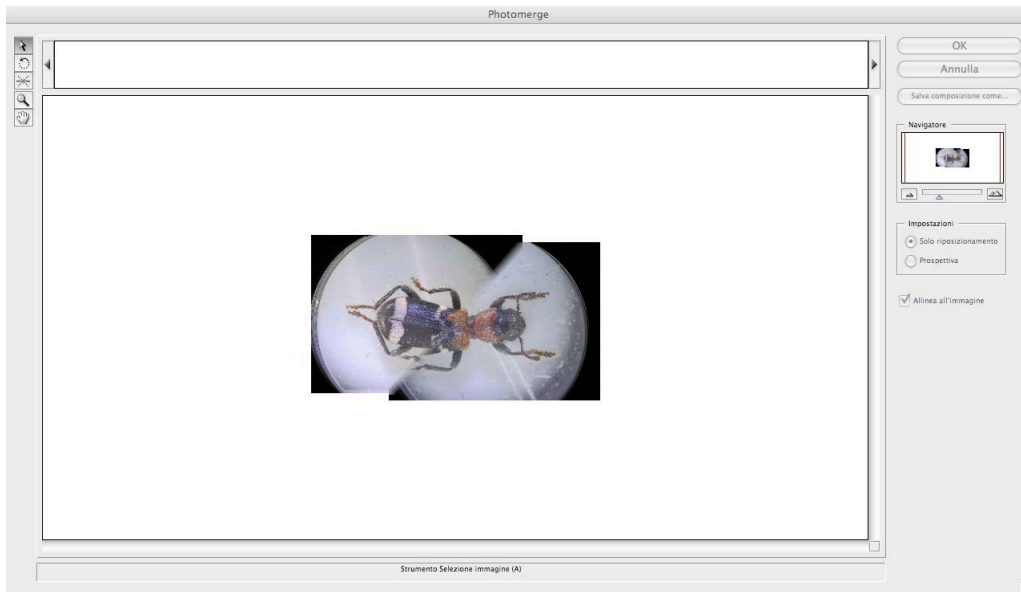 Photomerge
OK
Annulla
Salva composizione come...
Navigatore
Impostazioni
Solo riposizionamento
Prospettiva
Allinea all'immagine
Strumento Selezione immagine (A)